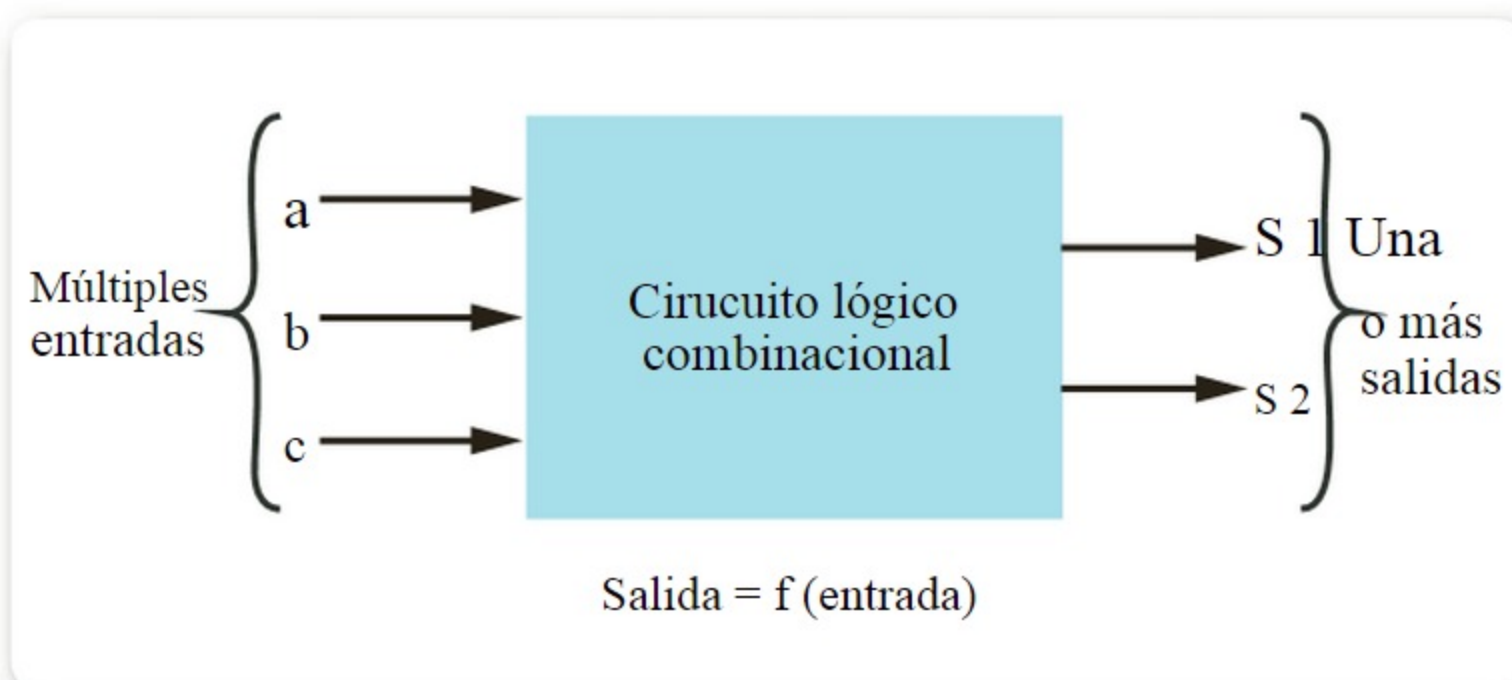 Múltiples
entradas
a
b
c
Cirucuito lógico
combinacional
S 1
S 2
Una
o más
salidas
Salida = f (entrada)